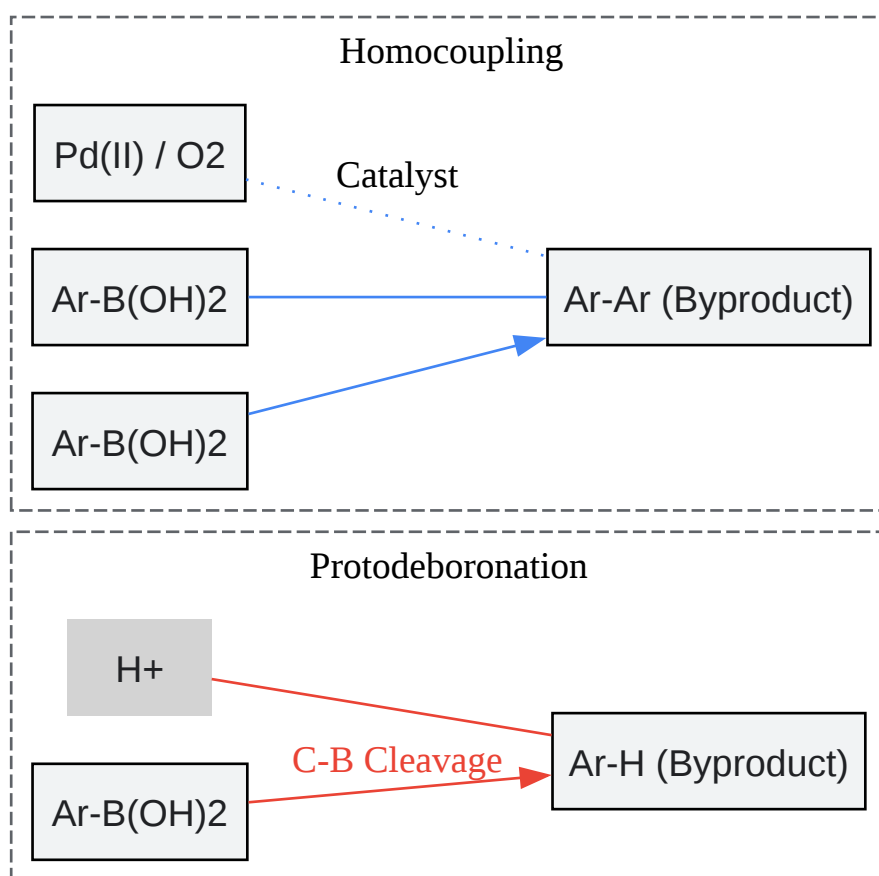 Homocoupling
Pd(II) / O2
Catalyst
Ar-B(OH)2
Ar-Ar (Byproduct)
Ar-B(OH)2
Protodeboronation
H+
C-B Cleavage
Ar-H (Byproduct)
Ar-B(OH)2